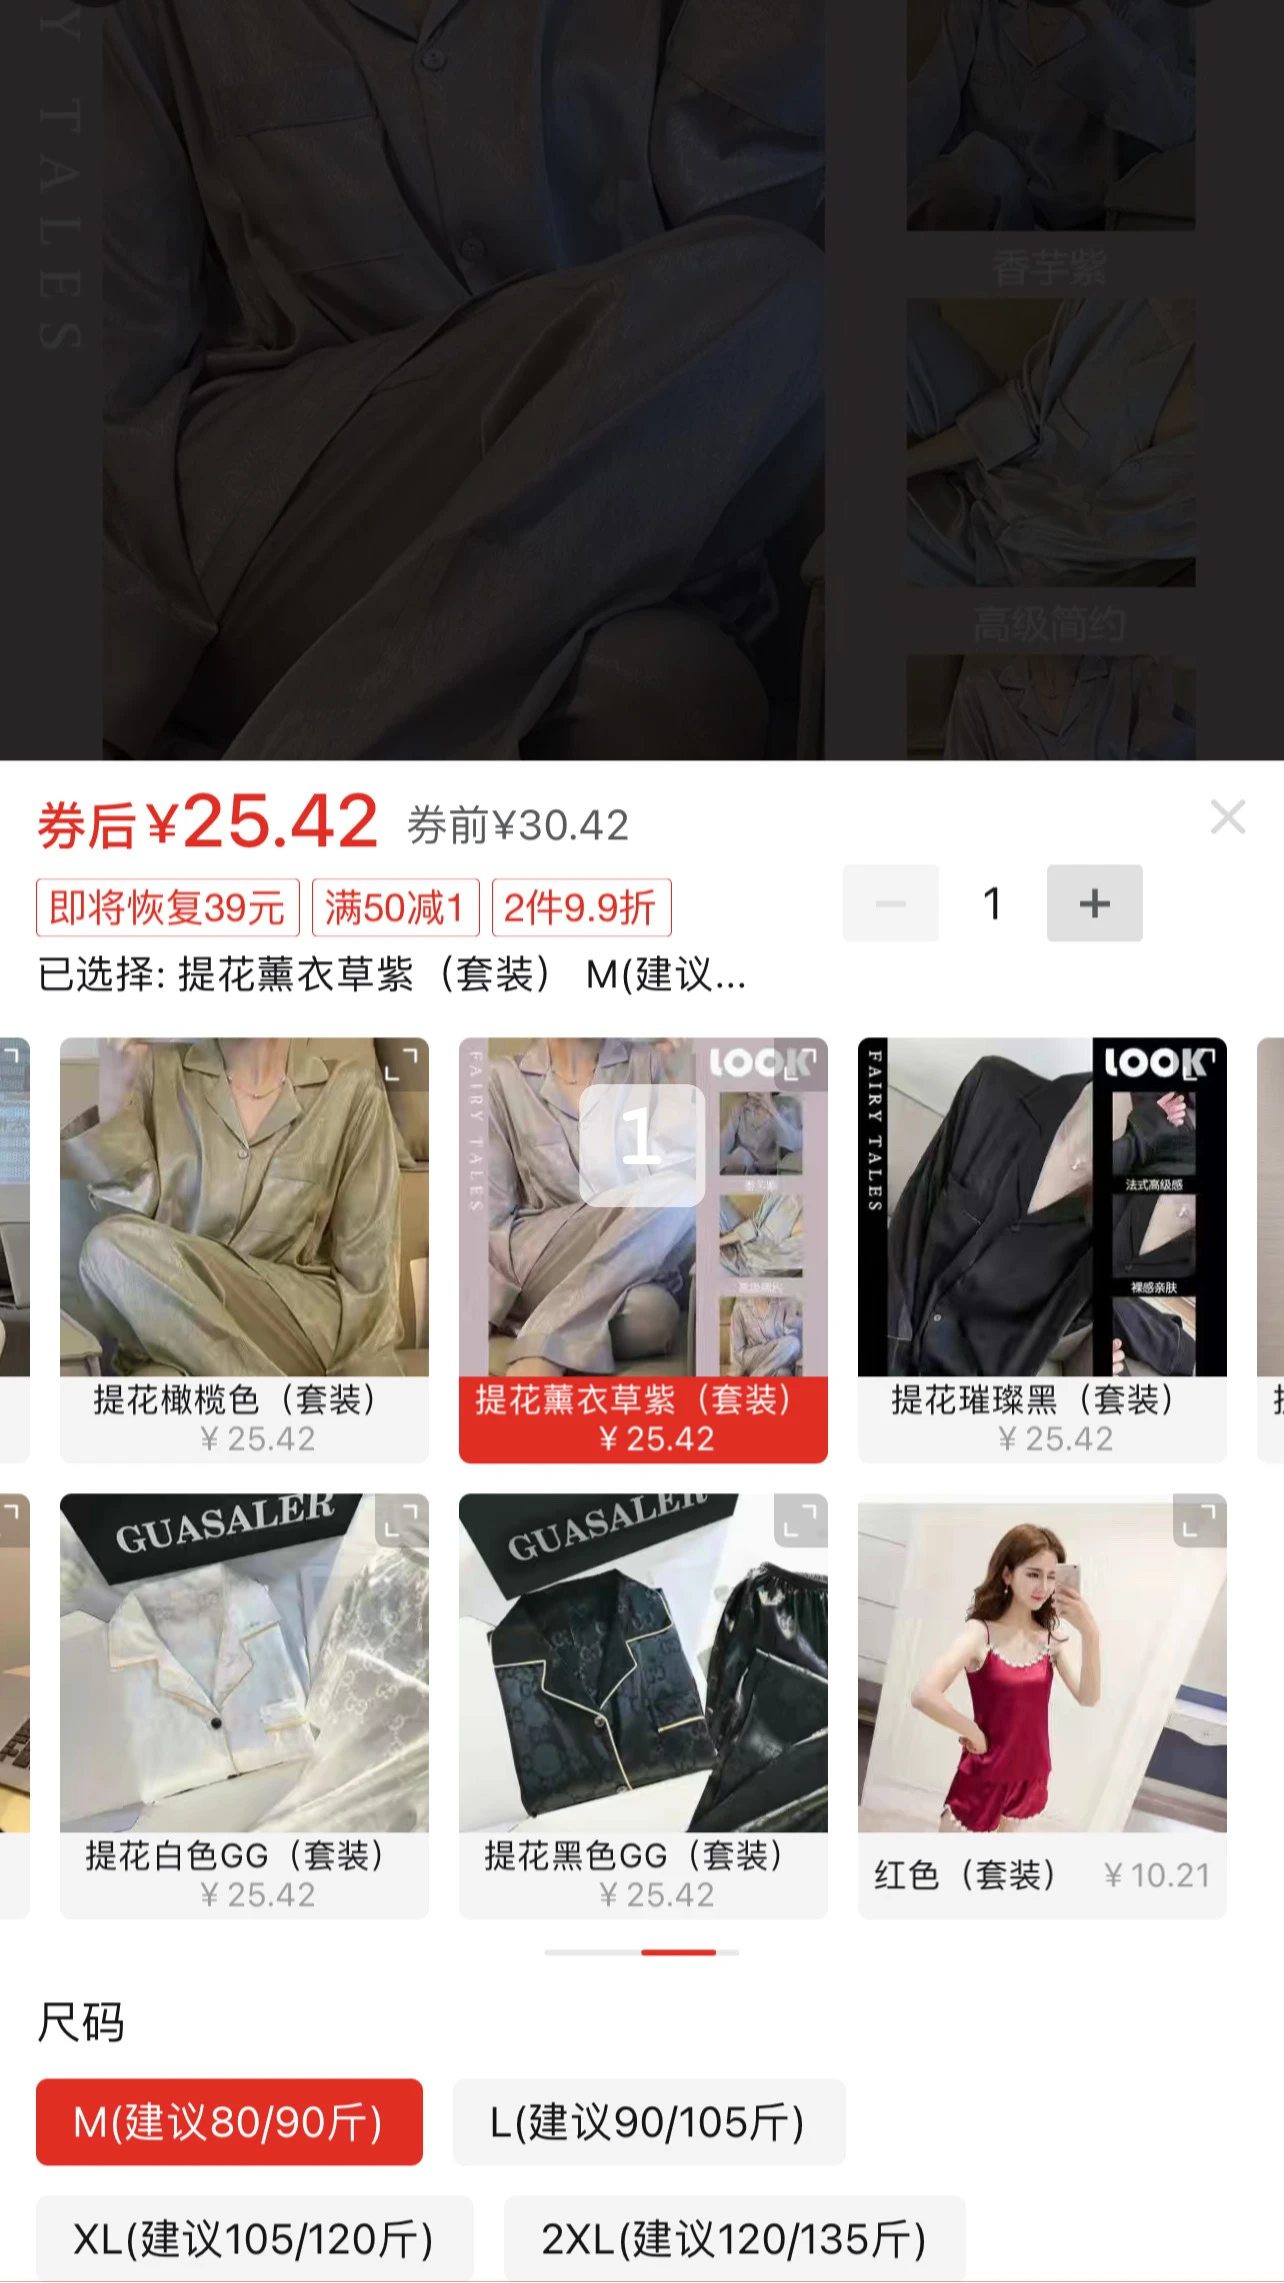 Y TALES
香芋紫
高级简约
券后¥25.42 券前¥30.42
即将恢复39元 满50减1 2件9.9折
1
已选择: 提花薰衣草紫（套装） M(建议...
FAIRY TALES
LOOK
1
香芋紫
高级简约
FAIRY TALES
LOOK
法式高级感
裸感亲肤
提花橄榄色（套装）
¥ 25.42
提花薰衣草紫（套装）
¥ 25.42
提花璀璨黑（套装）
¥ 25.42
GUASALER
GUASALER
提花白色GG（套装）
¥ 25.42
提花黑色GG（套装）
¥ 25.42
红色（套装） ¥ 10.21
尺码
M(建议80/90斤)
L(建议90/105斤)
XL(建议105/120斤)
2XL(建议120/135斤)